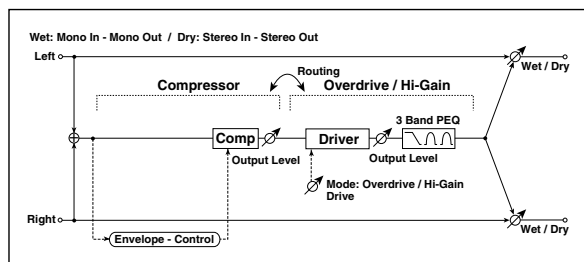 Wet: Mono In - Mono Out / Dry: Stereo In - Stereo Out
Left
Wet / Dry
Routing
Compressor
Overdrive / Hi-Gain
3 Band PEQ
Comp
Driver
Output Level
Output Level
Mode: Overdrive / Hi-Gain
Drive
Right
Wet / Dry
Envelope - Control